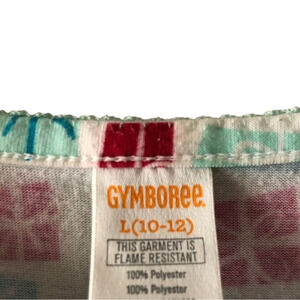 GYMBOREE
L(10-12)
THIS GARMENT IS
FLAME RESISTANT
100% Polyester
100% Polyester